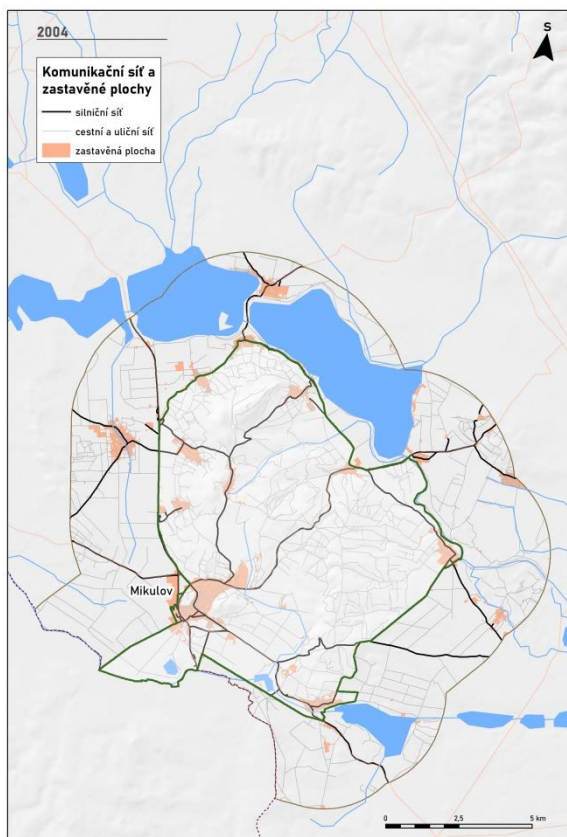 2004
S
Komunikační síť a
zastavěné plochy
silniční síť
cestní a uliční síť
zastavěná plocha
Mikulov
0 2,5 5 km